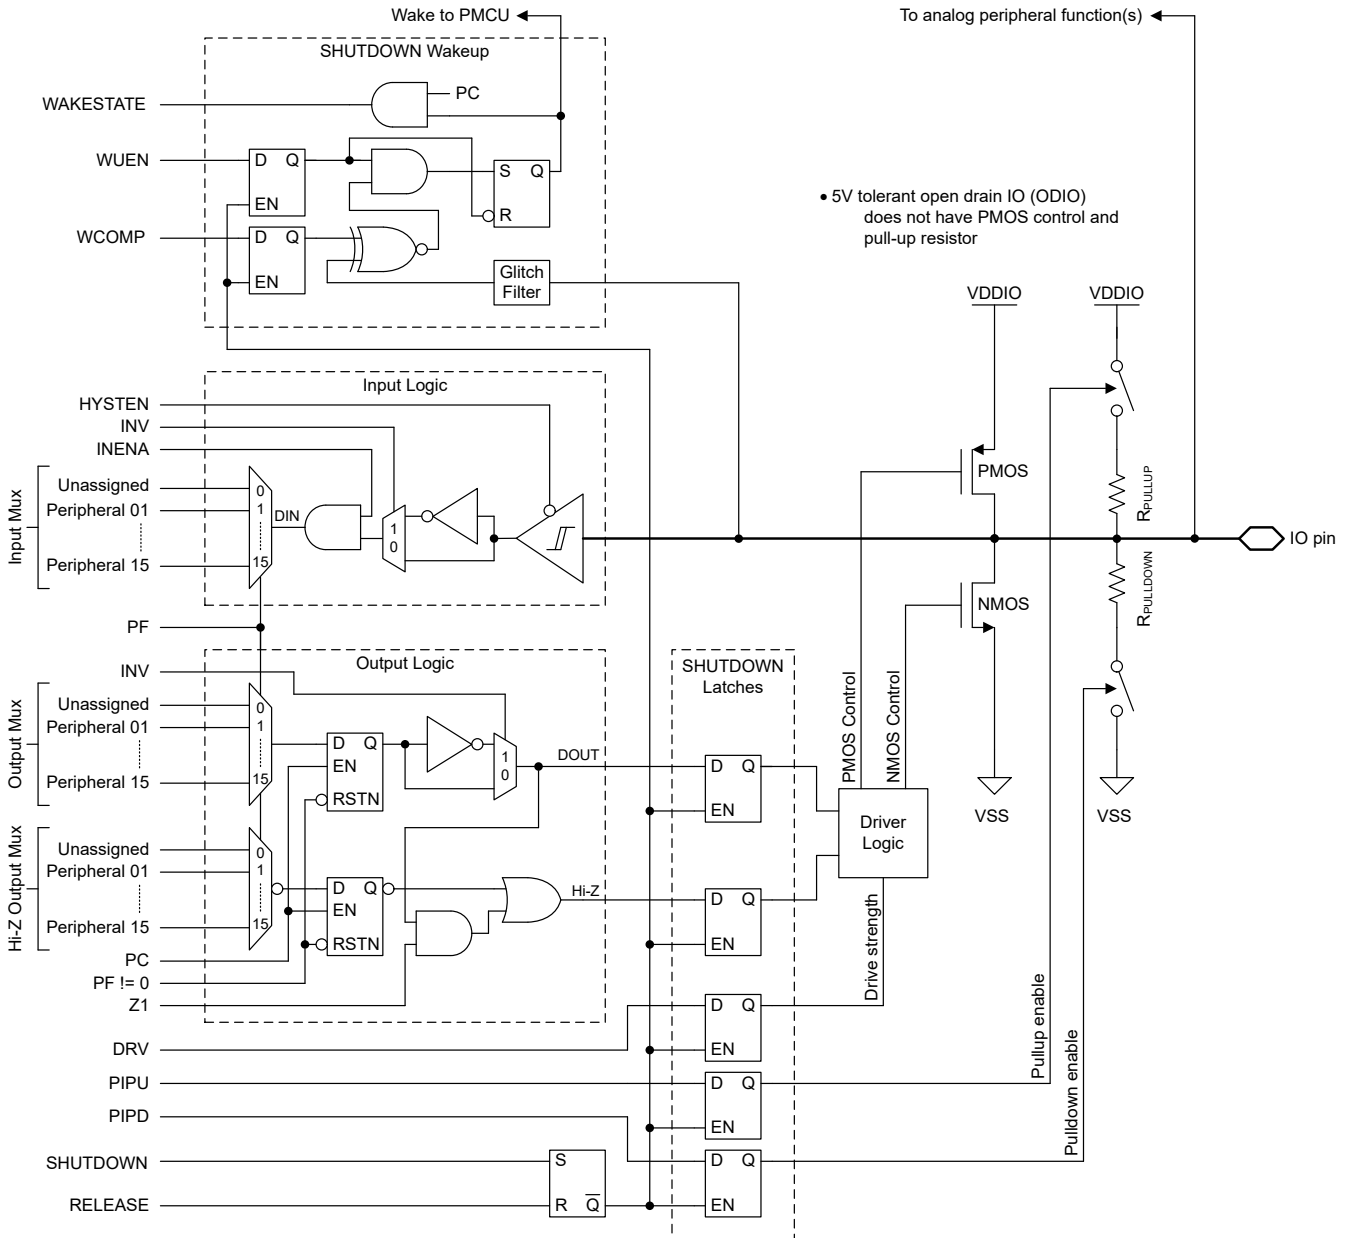 Wake to PMCU
To analog peripheral function(s)
SHUTDOWN Wakeup
WAKESTATE
PC
WUEN
D Q
EN
S Q
R
WCOMP
D Q
EN
Glitch
Filter
• 5V tolerant open drain IO (ODIO)
does not have PMOS control and
pull-up resistor
VDDIO
VDDIO
Input Logic
HYSTEN
INV
INENA
Input Mux
Unassigned
Peripheral 01
Peripheral 15
0
1
15
DIN
1
0
PMOS
RPULLUP
IO pin
RPULLDOWN
NMOS
PF
Output Logic
INV
Output Mux
Unassigned
Peripheral 01
Peripheral 15
0
1
15
D Q
EN
RSTN
1
0
DOUT
SHUTDOWN
Latches
D Q
EN
PMOS Control
NMOS Control
Driver
Logic
VSS
VSS
Hi-Z Output Mux
Unassigned
Peripheral 01
Peripheral 15
0
1
15
D Q
EN
RSTN
Hi-Z
D Q
EN
Drive strength
PC
PF != 0
Z1
DRV
D Q
EN
PIPU
D Q
EN
Pullup enable
PIPD
Pulldown enable
SHUTDOWN
S
D Q
EN
RELEASE
R Q̅